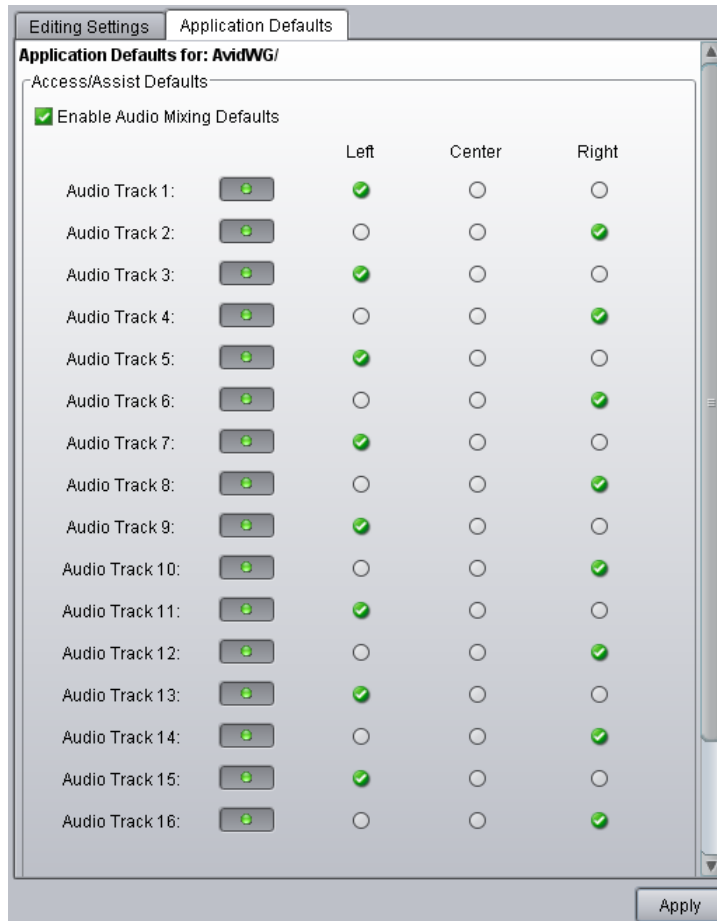 Editing Settings Application Defaults
Application Defaults for: AvidWG/
Access/Assist Defaults
Enable Audio Mixing Defaults
Left Center Right
Audio Track 1:
Audio Track 2:
Audio Track 3:
Audio Track 4:
Audio Track 5:
Audio Track 6:
Audio Track 7:
Audio Track 8:
Audio Track 9:
Audio Track 10:
Audio Track 11:
Audio Track 12:
Audio Track 13:
Audio Track 14:
Audio Track 15:
Audio Track 16:
Apply